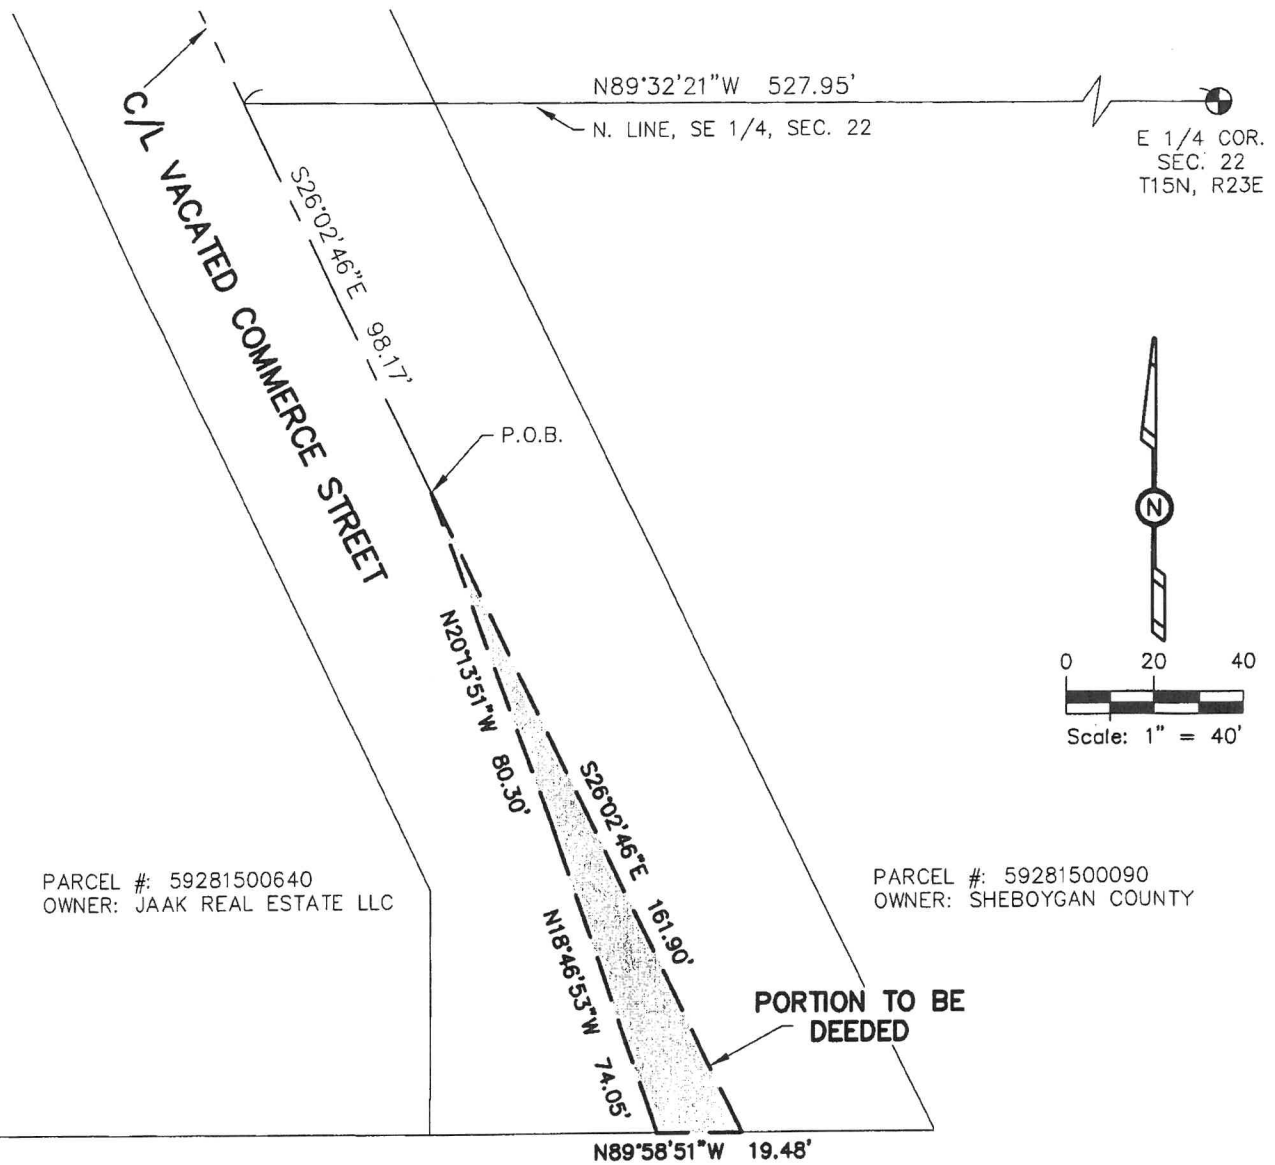 N89°32'21"W 527.95'
N. LINE, SE 1/4, SEC. 22
E 1/4 COR.
SEC. 22
T15N, R23E
C/L VACATED COMMERCE STREET
S26°02'46"E 98.17'
P.O.B.
N
0 20 40
Scale: 1" = 40'
N20°13'51"W 80.30'
S26°02'46"E 161.90'
PARCEL #: 59281500640
OWNER: JAAK REAL ESTATE LLC
PARCEL #: 59281500090
OWNER: SHEBOYGAN COUNTY
N18°46'53"W 74.05'
PORTION TO BE
DEEDED
N89°58'51"W 19.48'